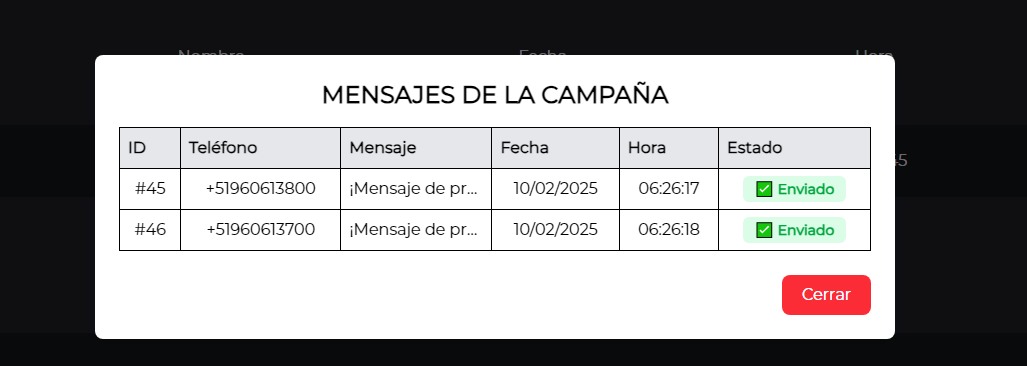 Nombre Fecha Hora
MENSAJES DE LA CAMPAÑA
ID Teléfono Mensaje Fecha Hora Estado
#45 +51960613800 ¡Mensaje de pr... 10/02/2025 06:26:17 ✅ Enviado
#46 +51960613700 ¡Mensaje de pr... 10/02/2025 06:26:18 ✅ Enviado
Cerrar